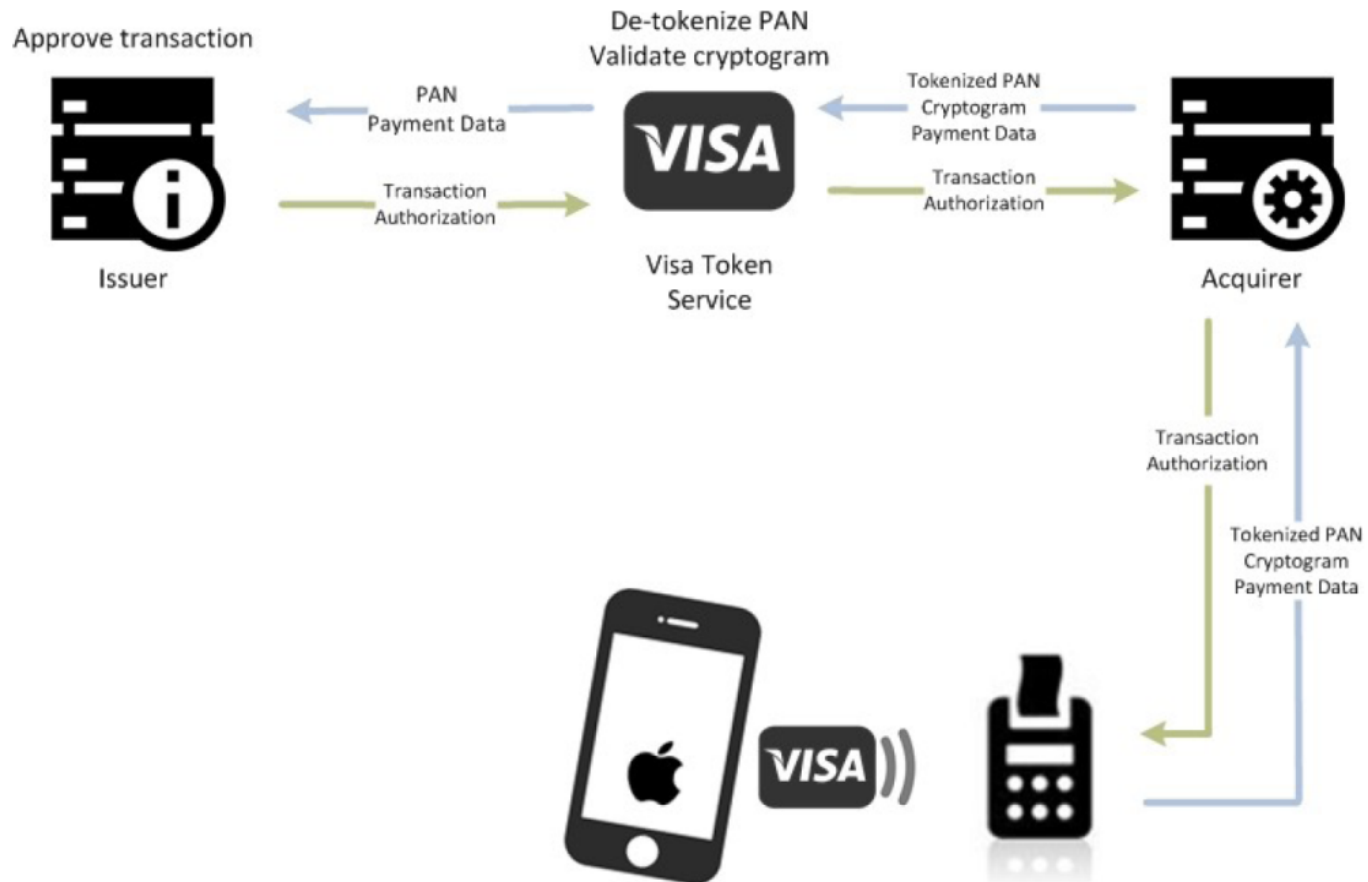 Approve transaction
De-tokenize PAN
Validate cryptogram
PAN
Payment Data
VISA
Tokenized PAN
Cryptogram
Payment Data
Transaction
Authorization
Transaction
Authorization
i
Issuer
Visa Token
Service
Acquirer
Transaction
Authorization
Tokenized PAN
Cryptogram
Payment Data
VISA